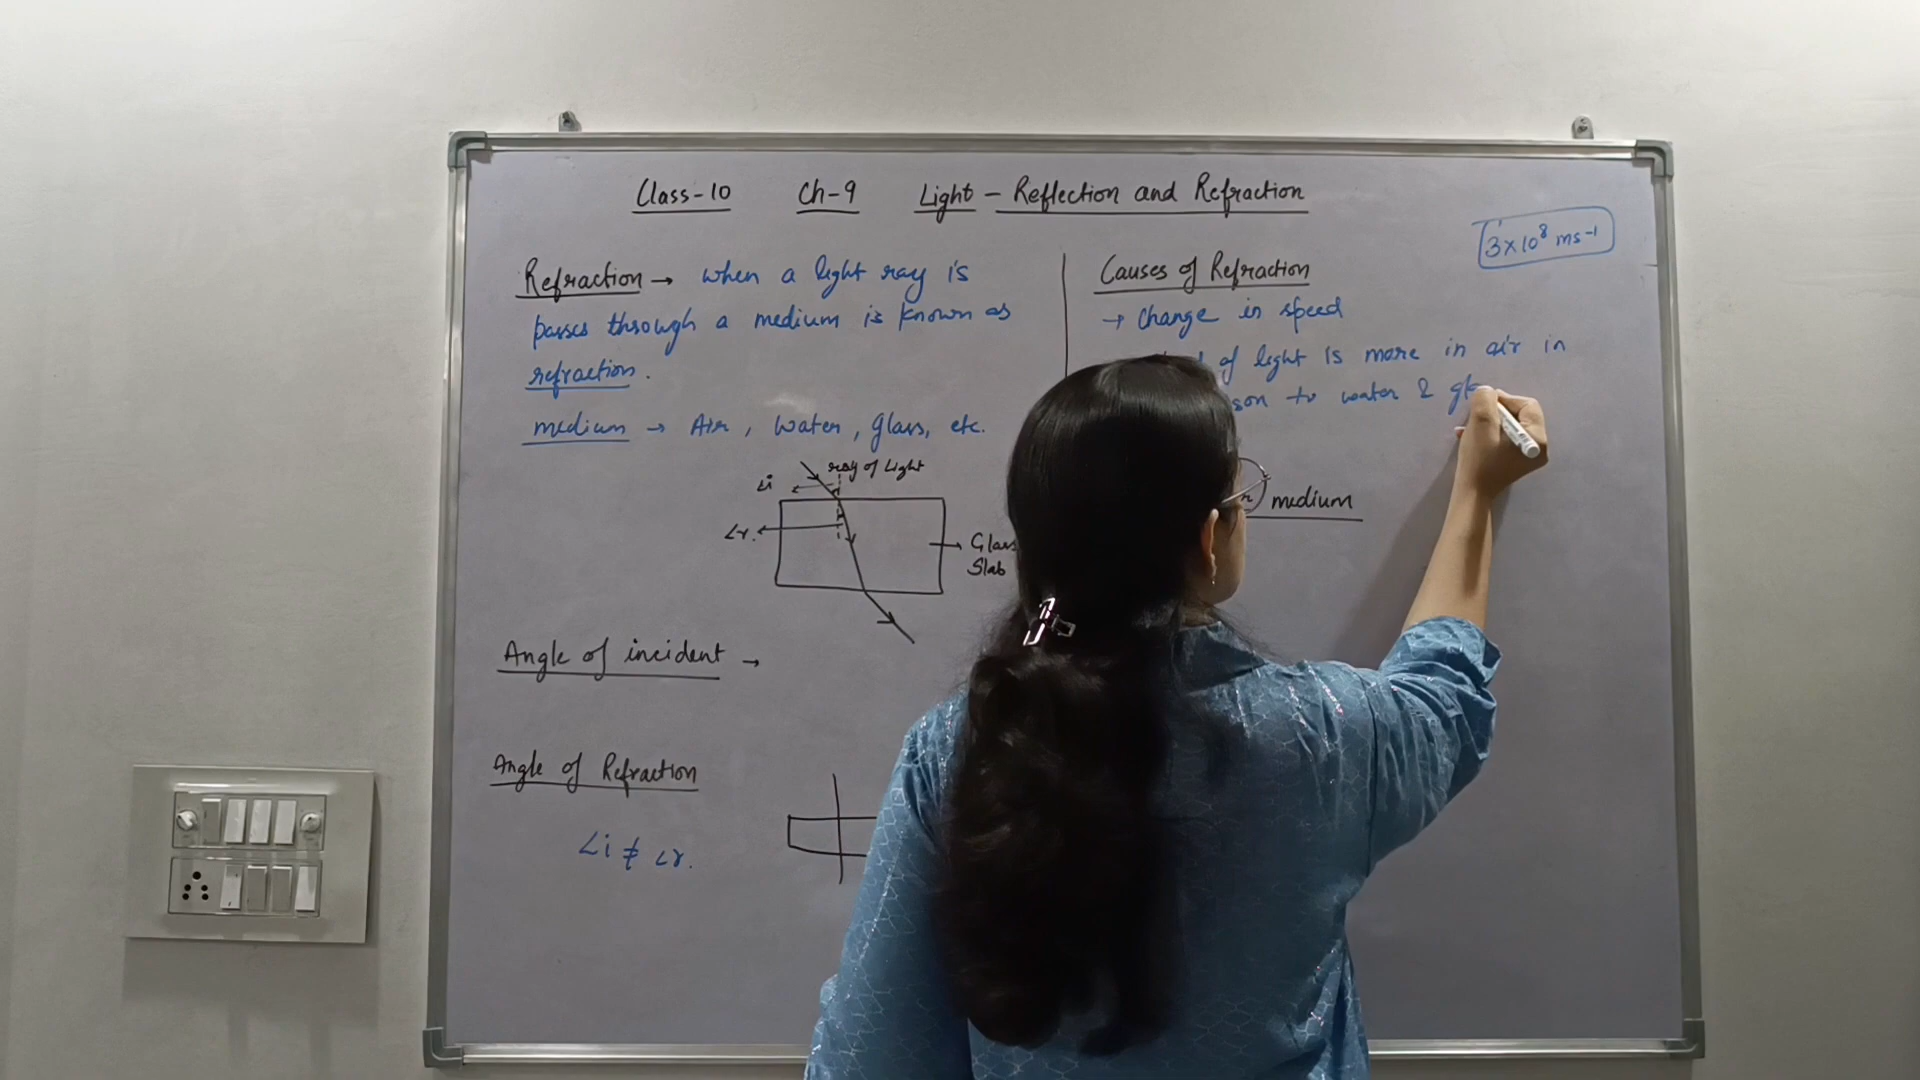 Class-10 Ch-9 Light - Reflection and Refraction
3×10⁸ ms⁻¹
Refraction → when a light ray is
passes through a medium is known as
refraction.
medium → Air, Water, Glass, etc.
ray of Light
∠i
∠r.
Glass
Slab
Angle of incident →
Angle of Refraction
∠i ≠ ∠r.
Causes of Refraction
→ change in speed
of light is more in air in
to water &
medium